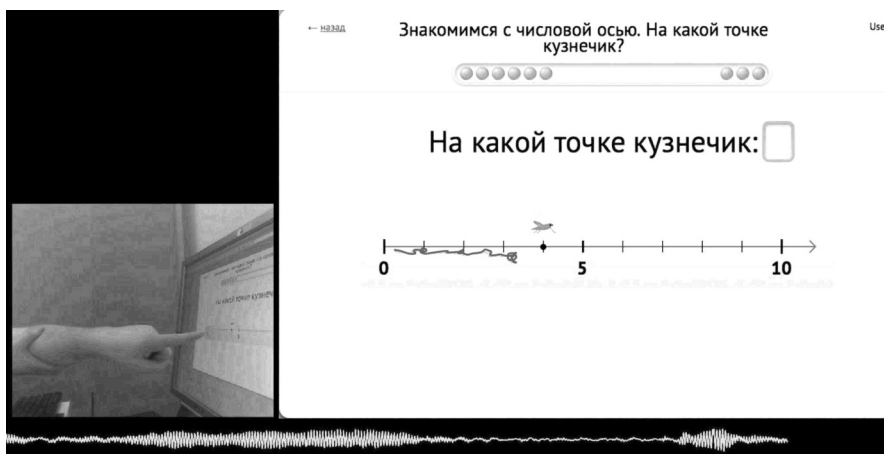 ← назад
Знакомимся с числовой осью. На какой точке
кузнечик?
Use
На какой точке кузнечик:
0 5 10